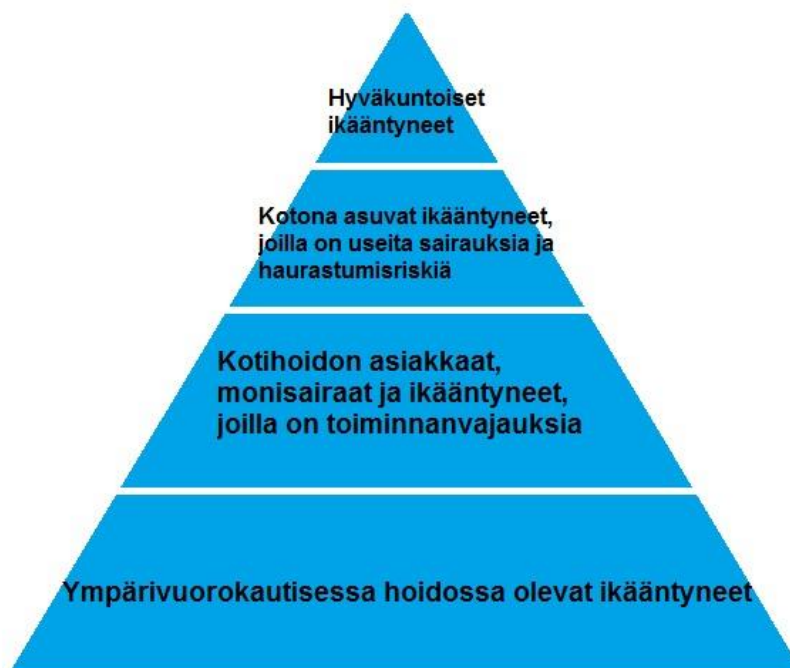 Hyväkuntoiset
ikääntyneet
Kotona asuvat ikääntyneet,
joilla on useita sairauksia ja
haurastumisriskiä
Kotihoidon asiakkaat,
monisairaat ja ikääntyneet,
joilla on toiminnanvajauksia
Ympärivuorokautisessa hoidossa olevat ikääntyneet